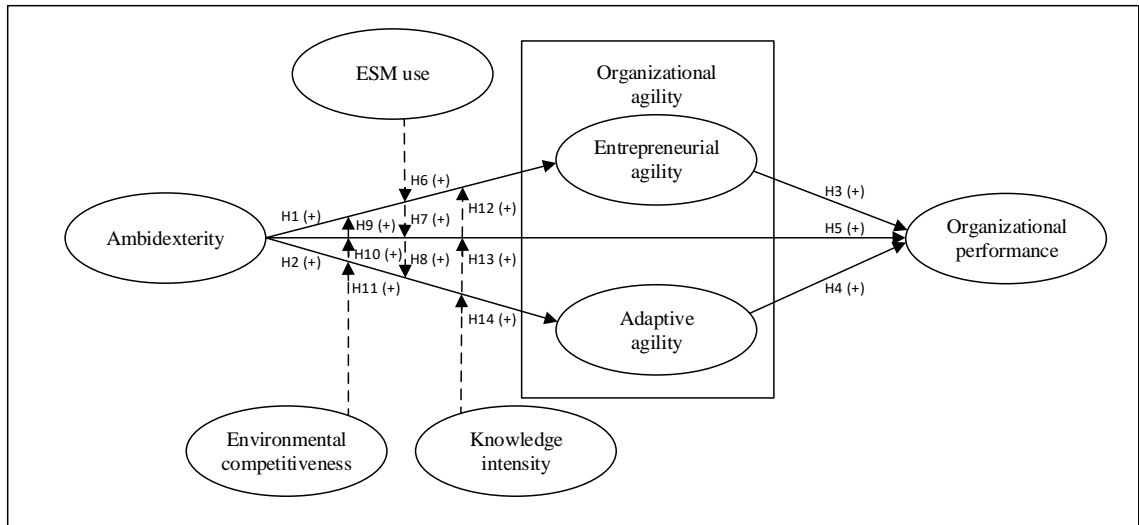 ESM use
Organizational
agility
Entrepreneurial
agility
H6 (+)
H3 (+)
H12 (+)
H1 (+)
H9 (+)
H7 (+)
H5 (+)
Ambidexterity
Organizational
performance
H2 (+)
H10 (+)
H8 (+)
H13 (+)
H11 (+)
H4 (+)
H14 (+)
Adaptive
agility
Environmental
competitiveness
Knowledge
intensity